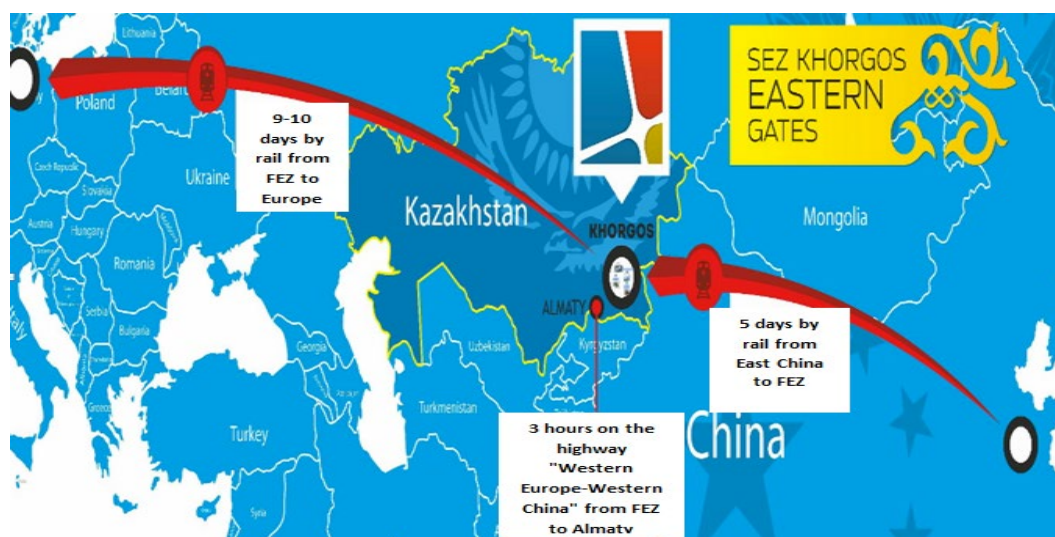 Lithuania
Poland
Czech Republic
Slovakia
Austria
Hungary
Romania
Serbia
Bulgaria
Ukraine
9-10
days by
rail from
FEZ to
Europe
Kazakhstan
KHORGOS
ALMATY
SEZ KHORGOS
EASTERN
GATES
Mongolia
5 days by
rail from
East China
to FEZ
Georgia
Turkey
Syria
Uzbekistan
Turkmenistan
Kyrgyzstan
China
3 hours on the
highway
"Western
Europe-Western
China" from FEZ
to Almaty